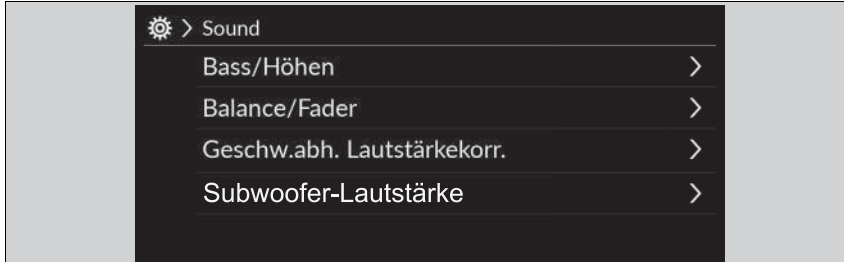 > Sound
Bass/Höhen >
Balance/Fader >
Geschw.abh. Lautstärkekorr. >
Subwoofer-Lautstärke >